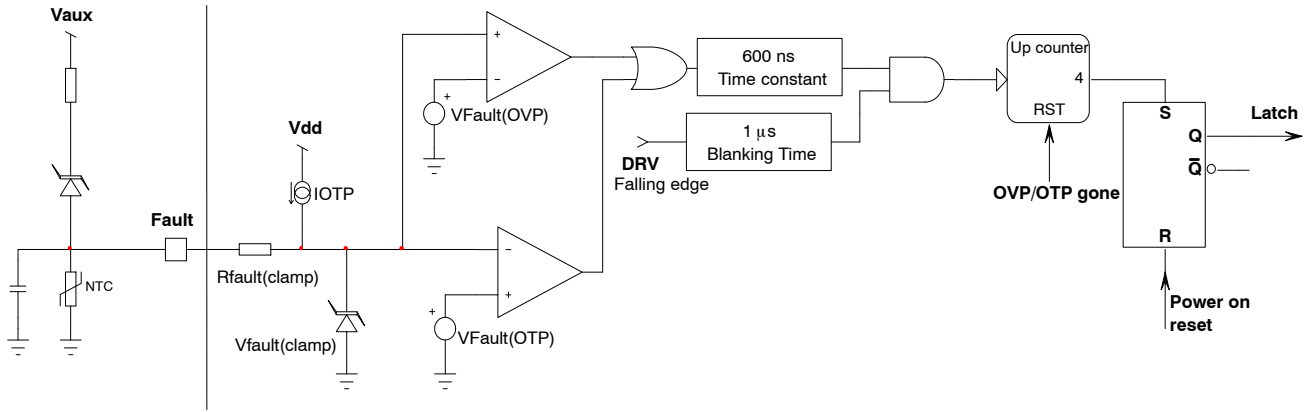 Vaux
Fault
NTC
Rfault(clamp)
Vdd
IOTP
Vfault(clamp)
+
−
+
VFault(OVP)
−
+
+
VFault(OTP)
600 ns
Time constant
1 μs
Blanking Time
DRV
Falling edge
Up counter
4
RST
OVP/OTP gone
S
Q
Q̅
R
Latch
Power on
reset